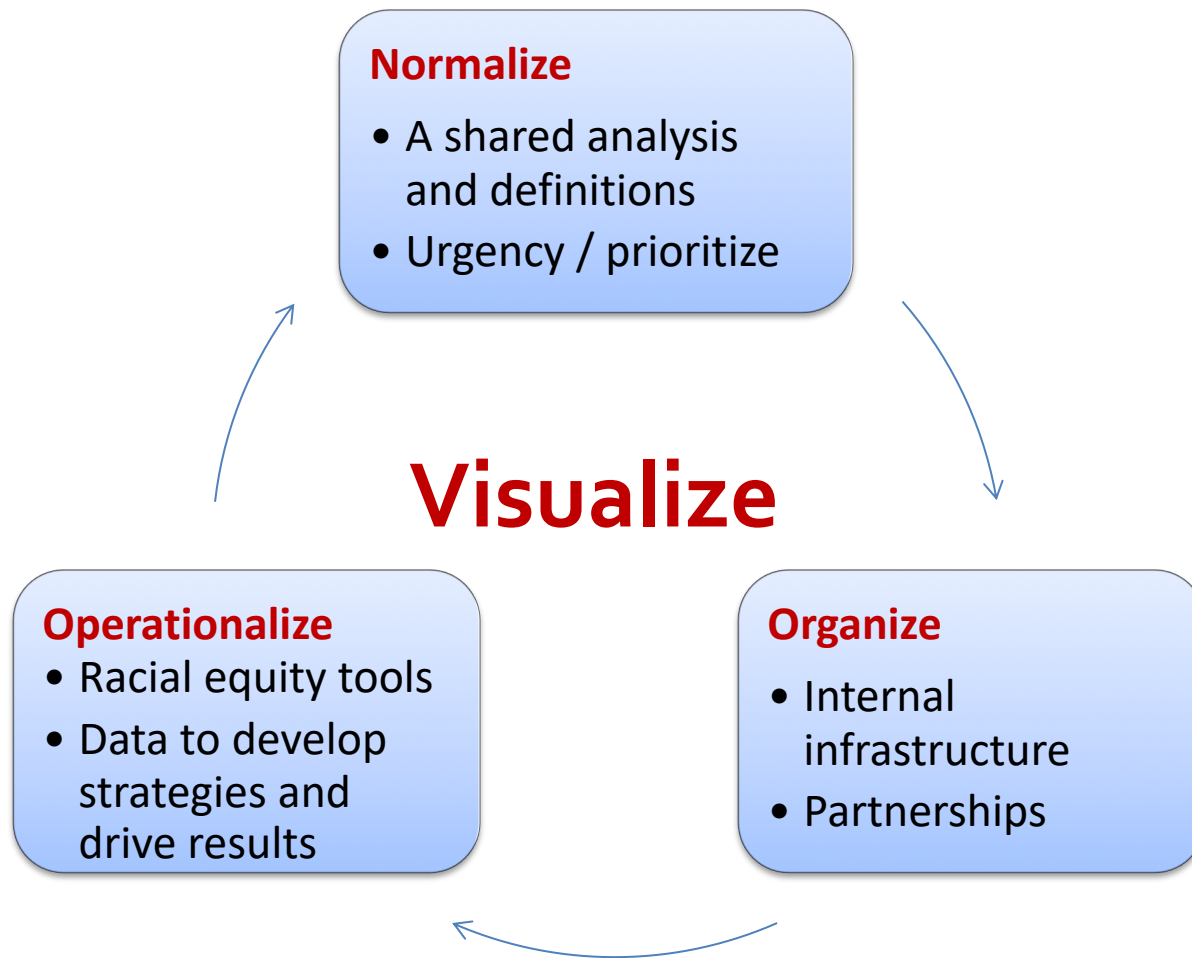 Normalize
• A shared analysis
and definitions
• Urgency / prioritize
Visualize
Operationalize
• Racial equity tools
• Data to develop
strategies and
drive results
Organize
• Internal
infrastructure
• Partnerships